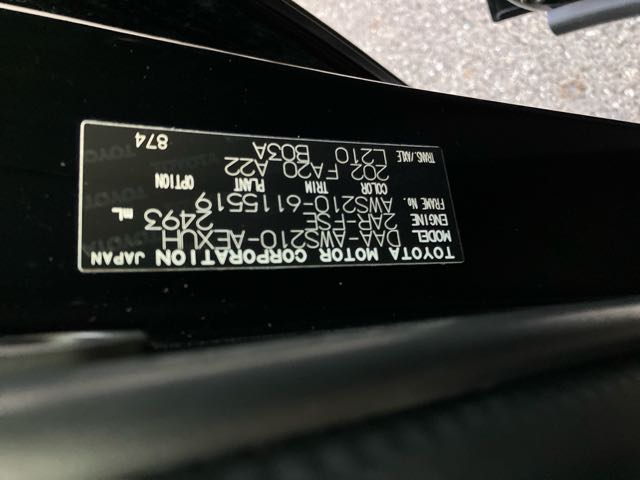 TOYOTA MOTOR CORPORATION JAPAN
MODEL DAA-AWS210-AEXUH
ENGINE 2AR-FSE 2493 mL
FRAME NO. AWS210-6115519
COLOR TRIM PLANT OPTION
202 FA20 A22
TRANS./AXLE L210 B03A
874